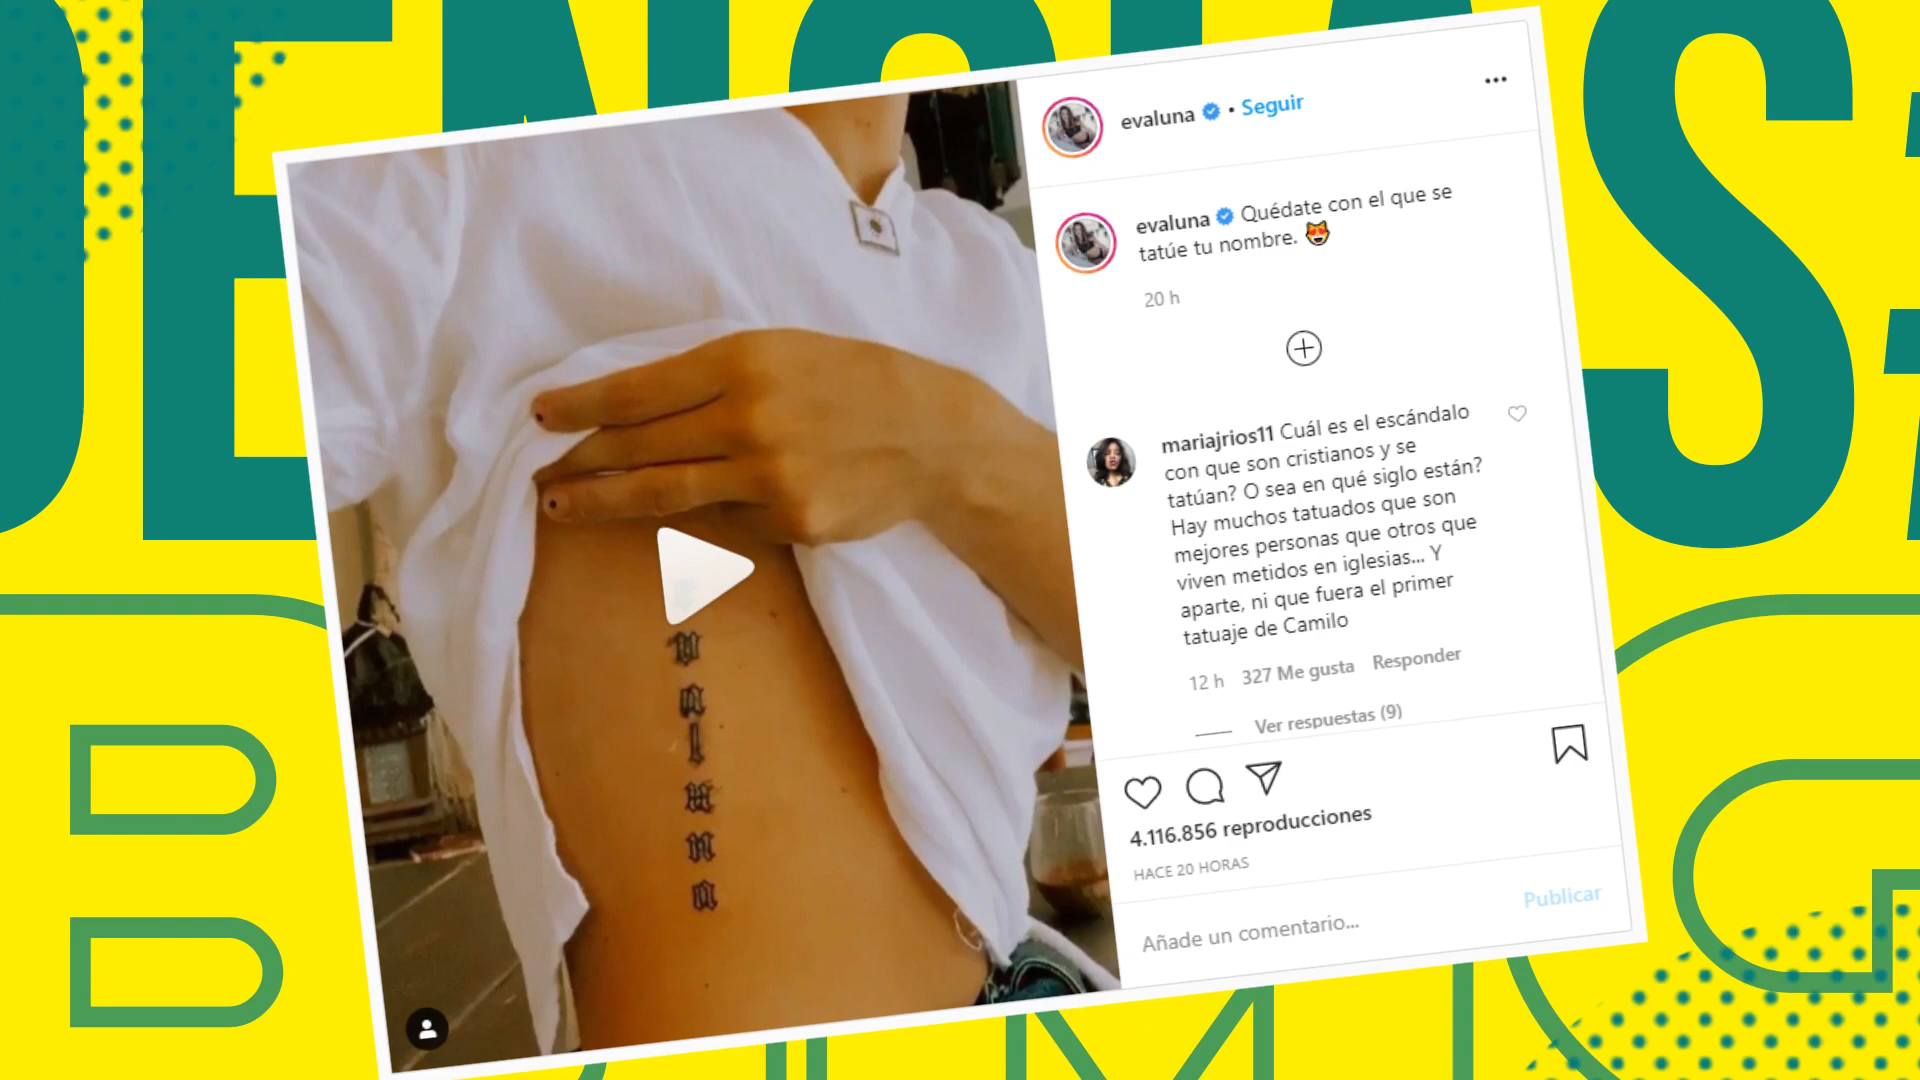 evaluna • Seguir
evaluna Quédate con el que se
tatúe tu nombre.
20 h
mariajrios11 Cuál es el escándalo
con que son cristianos y se
tatúan? O sea en qué siglo están?
Hay muchos tatuados que son
mejores personas que otros que
viven metidos en iglesias... Y
aparte, ni que fuera el primer
tatuaje de Camilo
12 h 327 Me gusta Responder
Ver respuestas (9)
4.116.856 reproducciones
HACE 20 HORAS
Añade un comentario...
Publicar
evaluna